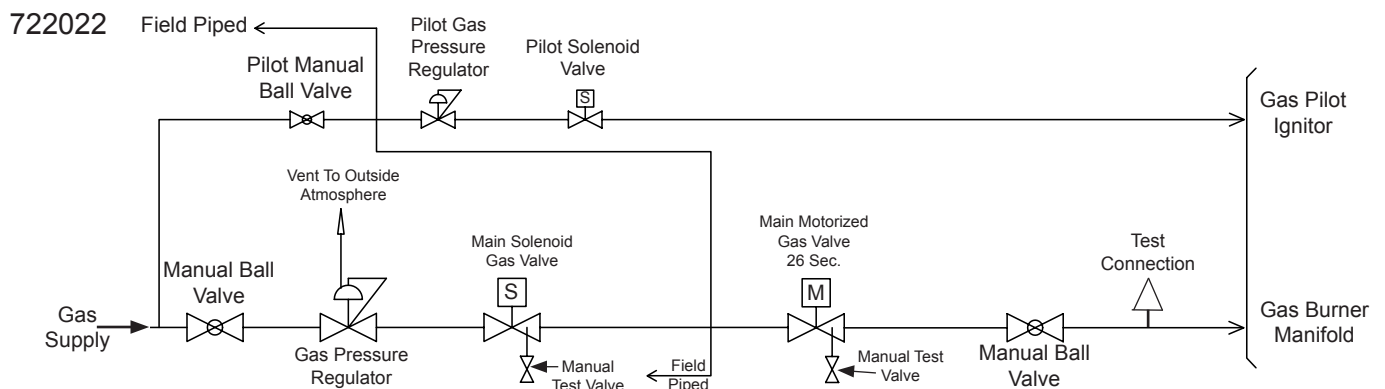 722022
Field Piped
Pilot Gas
Pressure
Regulator
Pilot Solenoid
Valve
Pilot Manual
Ball Valve
S
Gas Pilot
Ignitor
Vent To Outside
Atmosphere
Main Solenoid
Gas Valve
Main Motorized
Gas Valve
26 Sec.
Test
Connection
Manual Ball
Valve
S
M
Gas
Supply
Gas Burner
Manifold
Gas Pressure
Regulator
Manual
Test Valve
Field
Piped
Manual Test
Valve
Manual Ball
Valve